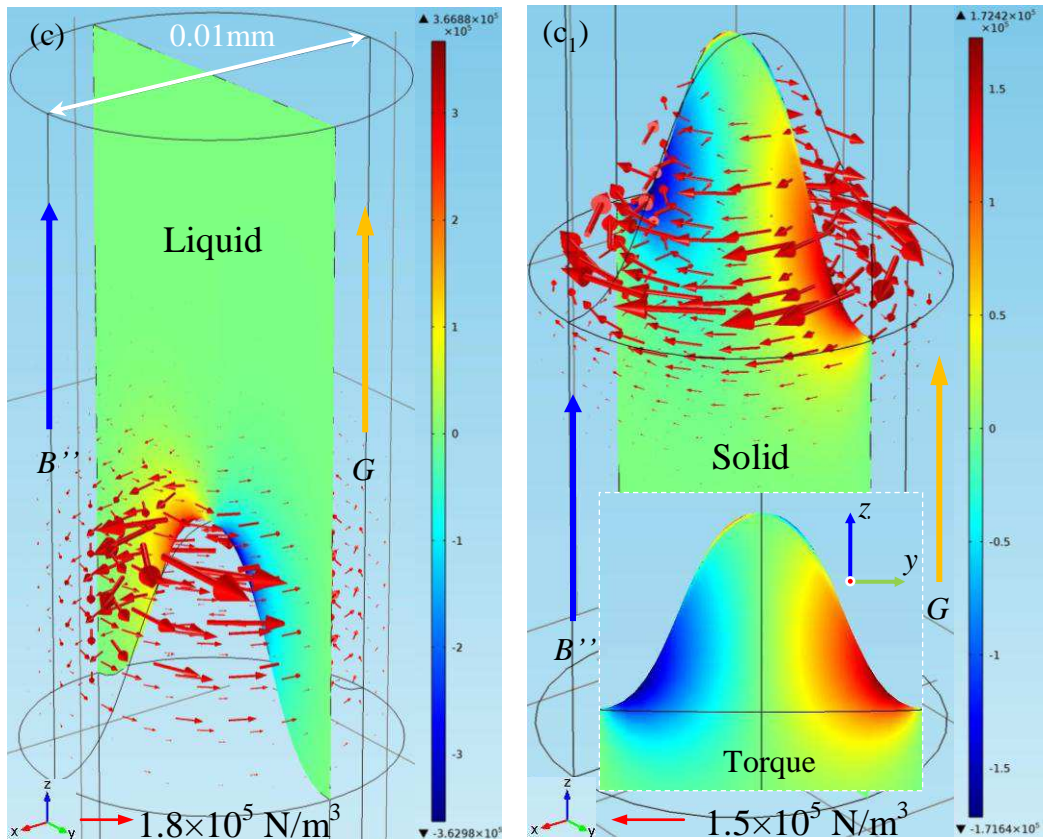 (c)
0.01mm
▲ 3.6688×10⁵
×10⁵
3
2
1
0
-1
-2
-3
▼ -3.6298×10⁵
Liquid
B’’
G
z
x
y
1.8×10⁵ N/m³
(c₁)
▲ 1.7242×10⁵
×10⁵
1.5
1
0.5
0
-0.5
-1
-1.5
▼ -1.7164×10⁵
Solid
B’’
G
z
y
Torque
z
x
y
1.5×10⁵ N/m³